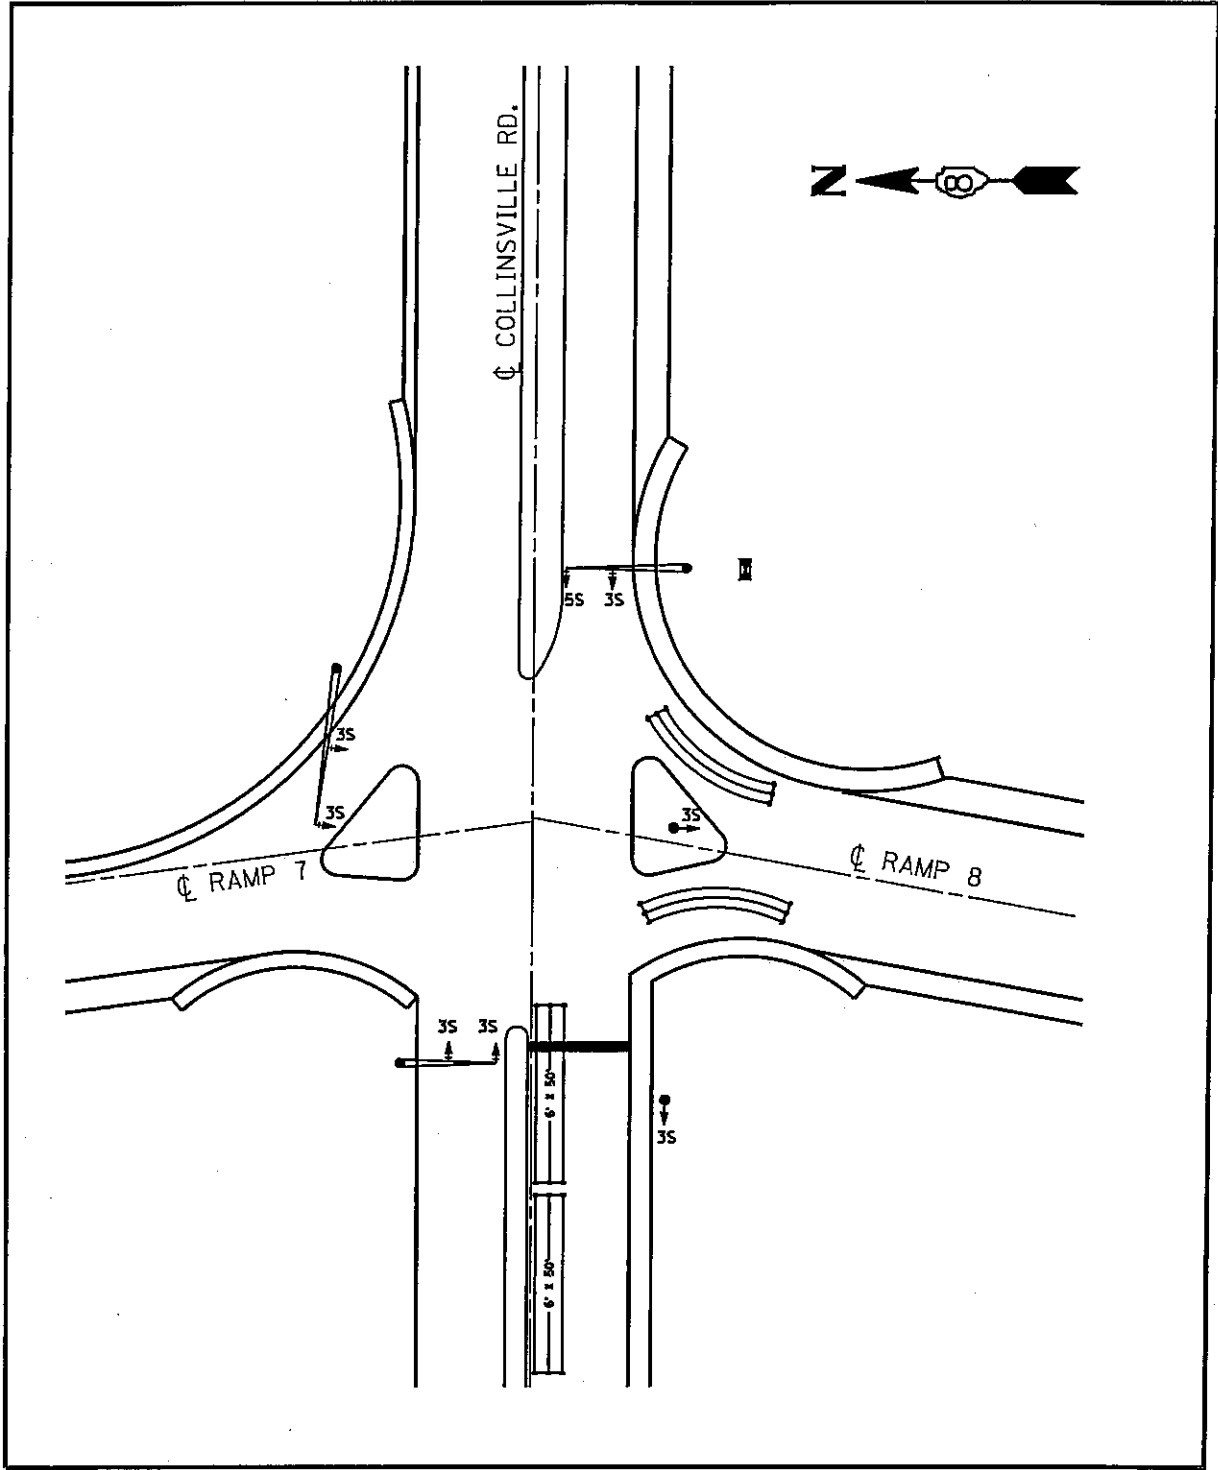 ℄ COLLINSVILLE RD.
N
5S 3S
3S
3S
3S
℄ RAMP 7
℄ RAMP 8
3S 3S
6' X 50'
3S
6' X 50'